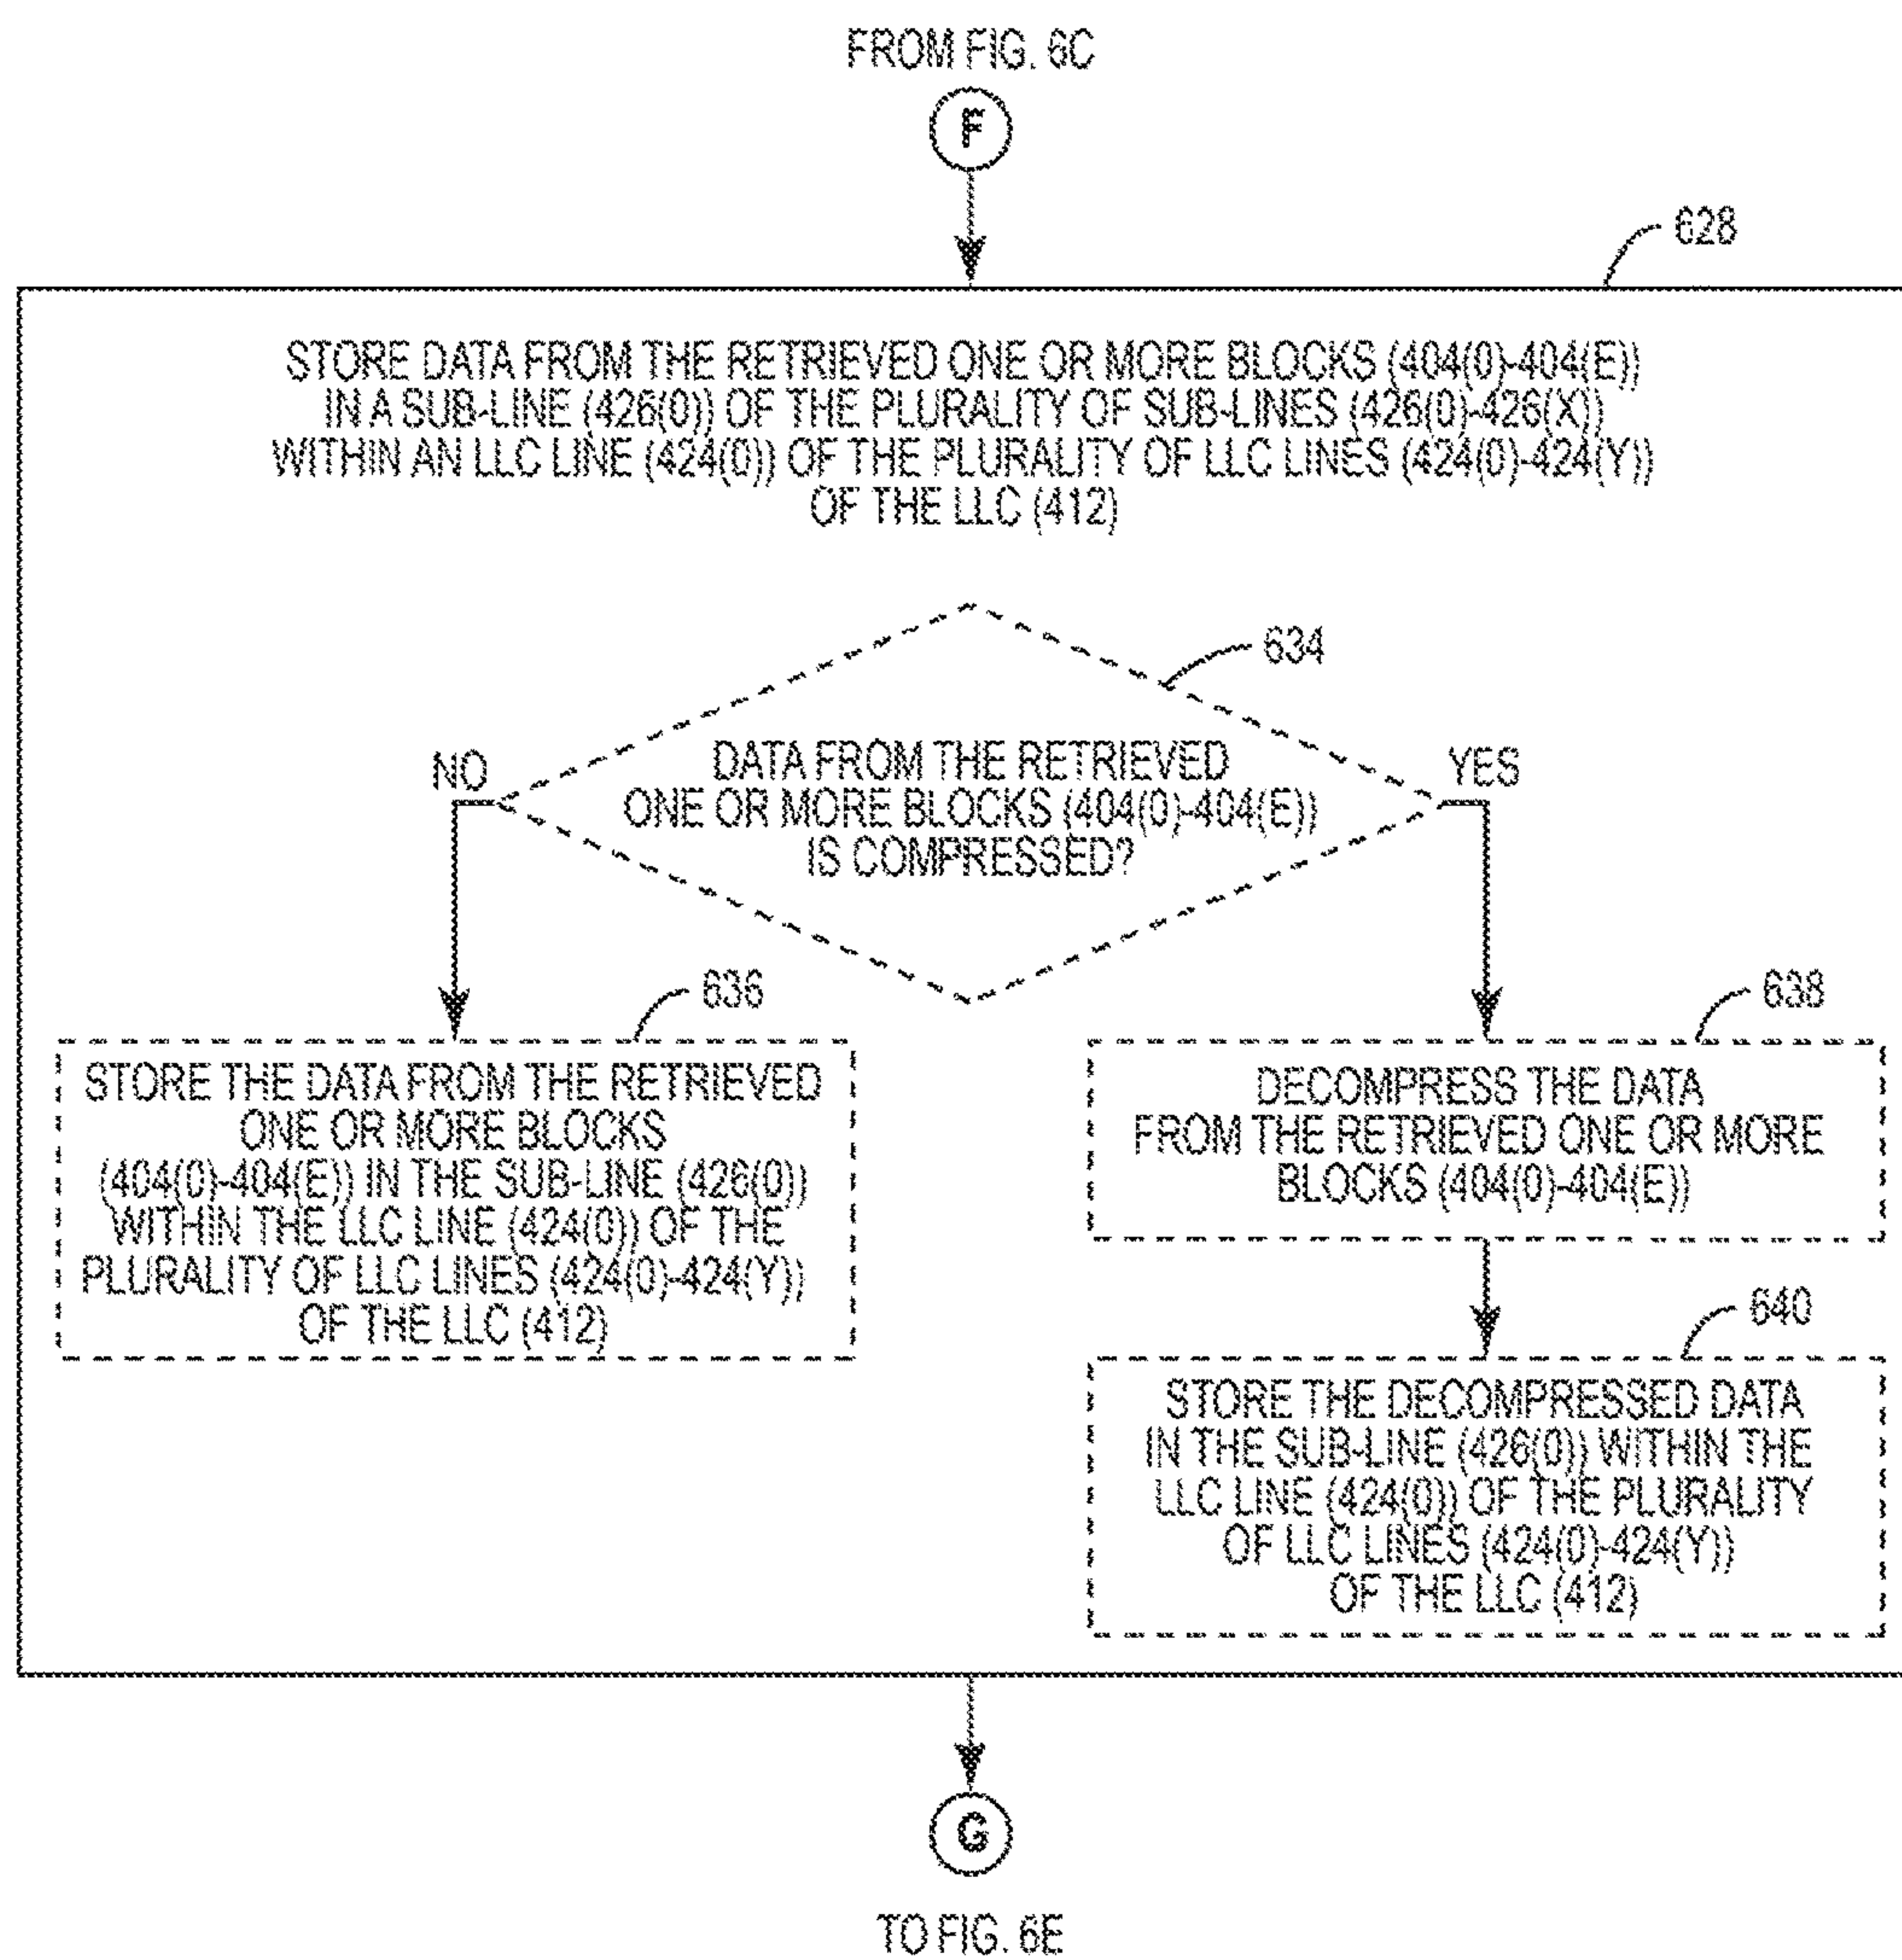 FROM FIG. 6C
F
628
STORE DATA FROM THE RETRIEVED ONE OR MORE BLOCKS (404(0)-404(E))
IN A SUB-LINE (426(0)) OF THE PLURALITY OF SUB-LINES (426(0)-426(X))
WITHIN AN LLC LINE (424(0)) OF THE PLURALITY OF LLC LINES (424(0)-424(Y))
OF THE LLC (412)
634
NO
DATA FROM THE RETRIEVED
ONE OR MORE BLOCKS (404(0)-404(E))
IS COMPRESSED?
YES
636
STORE THE DATA FROM THE RETRIEVED
ONE OR MORE BLOCKS
(404(0)-404(E)) IN THE SUB-LINE (426(0))
WITHIN THE LLC LINE (424(0)) OF THE
PLURALITY OF LLC LINES (424(0)-424(Y))
OF THE LLC (412)
638
DECOMPRESS THE DATA
FROM THE RETRIEVED ONE OR MORE
BLOCKS (404(0)-404(E))
640
STORE THE DECOMPRESSED DATA
IN THE SUB-LINE (426(0)) WITHIN THE
LLC LINE (424(0)) OF THE PLURALITY
OF LLC LINES (424(0)-424(Y))
OF THE LLC (412)
G
TO FIG. 6E